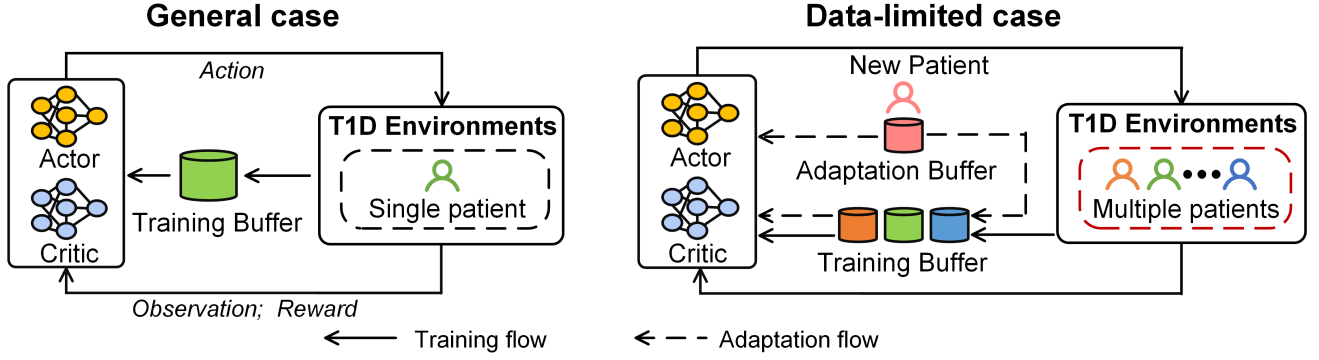 General case
Action
Actor
Critic
Training Buffer
T1D Environments
Single patient
Observation; Reward
Data-limited case
New Patient
Actor
Adaptation Buffer
Critic
Training Buffer
T1D Environments
Multiple patients
Training flow
Adaptation flow